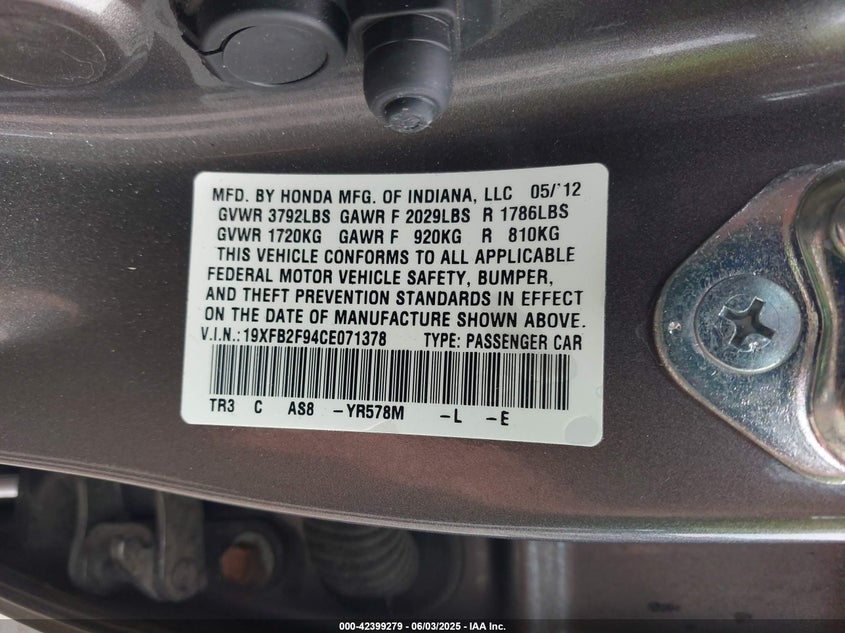 MFD. BY HONDA MFG. OF INDIANA, LLC 05/'12
GVWR 3792LBS GAWR F 2029LBS R 1786LBS
GVWR 1720KG GAWR F 920KG R 810KG
THIS VEHICLE CONFORMS TO ALL APPLICABLE
FEDERAL MOTOR VEHICLE SAFETY, BUMPER,
AND THEFT PREVENTION STANDARDS IN EFFECT
ON THE DATE OF MANUFACTURE SHOWN ABOVE.
V.I.N.:19XFB2F94CE071378 TYPE: PASSENGER CAR
TR3 C AS8 -YR578M -L -E
000-42399279 - 06/03/2025 - IAA Inc.